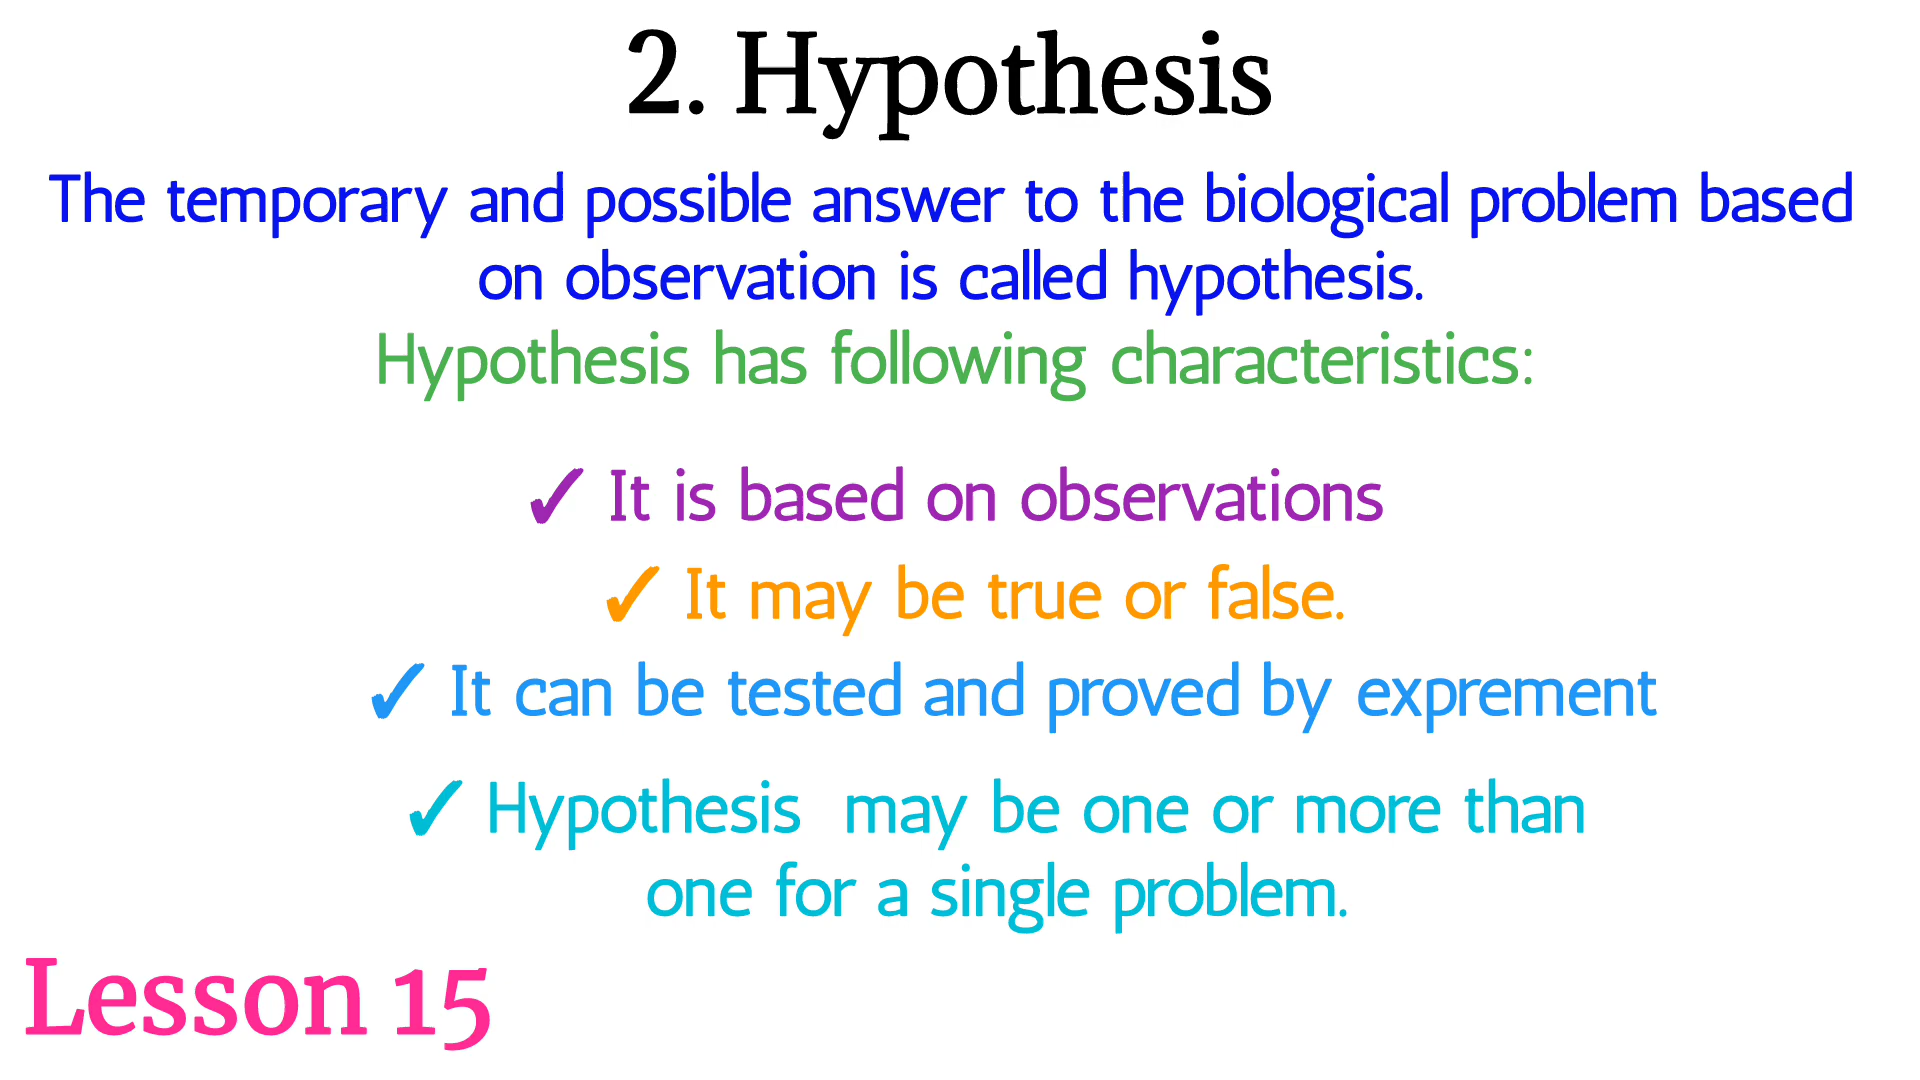 2. Hypothesis
The temporary and possible answer to the biological problem based
on observation is called hypothesis.
Hypothesis has following characteristics:
✓ It is based on observations
✓ It may be true or false.
✓ It can be tested and proved by exprement
✓ Hypothesis may be one or more than
one for a single problem.
Lesson 15